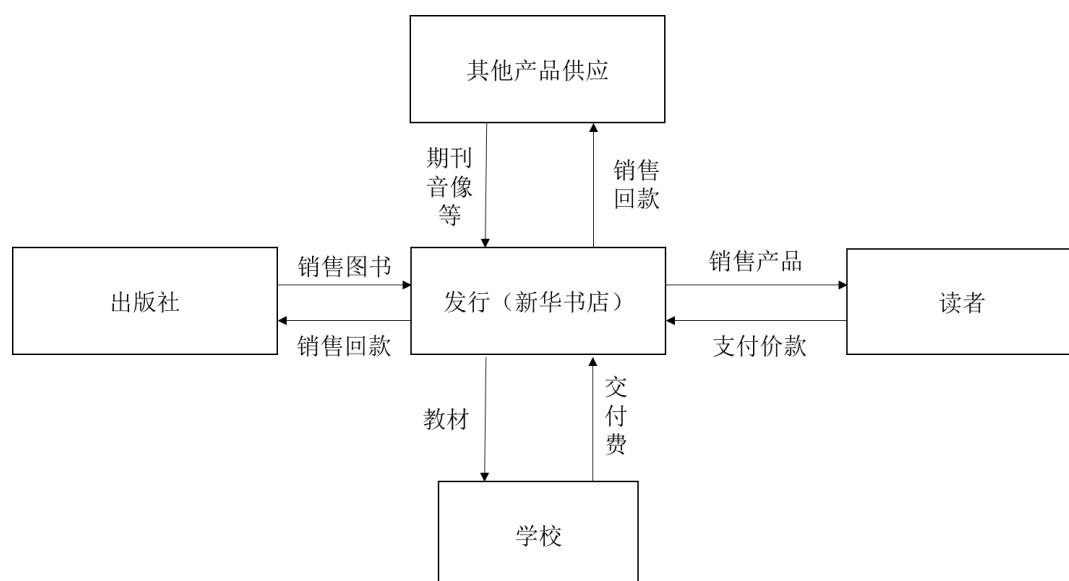 其他产品供应
期刊
音像
等
销售
回款
销售图书
销售产品
出版社
发行（新华书店）
读者
销售回款
支付价款
教材
交
付
费
学校